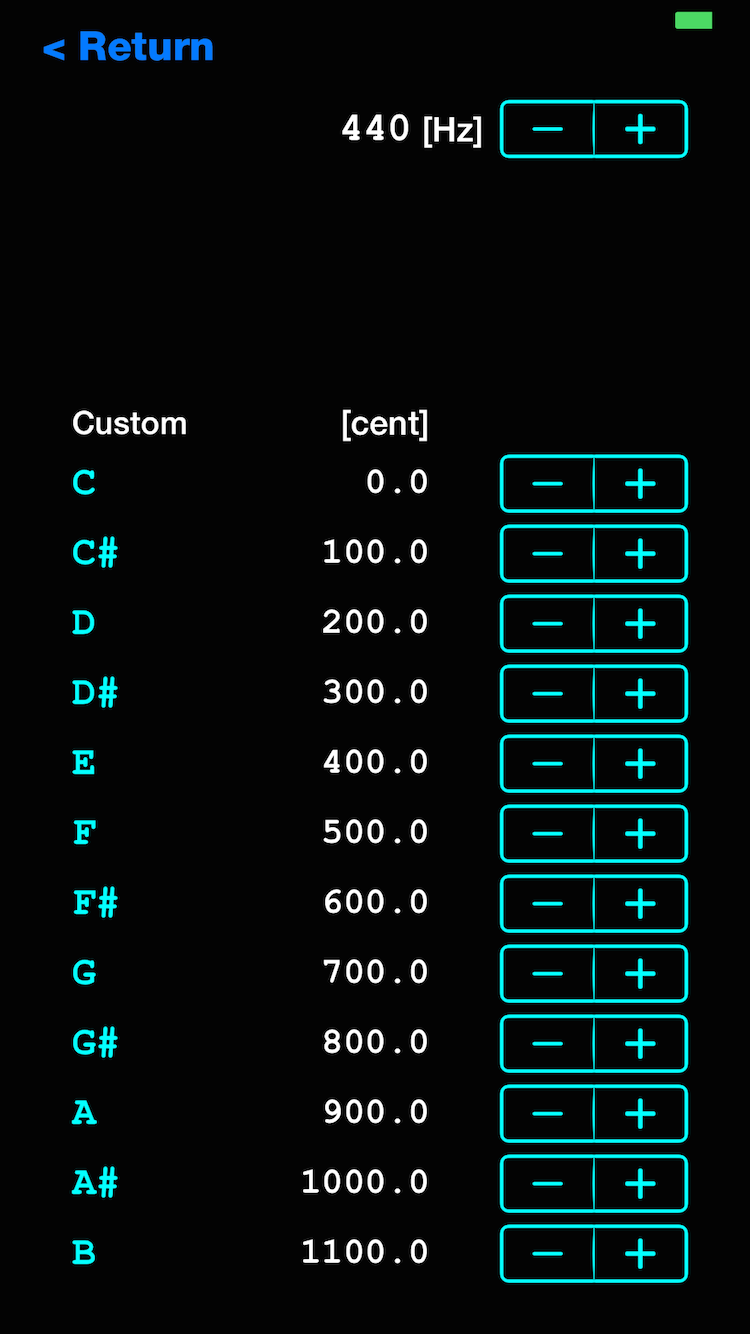 < Return
440 [Hz] — +
Custom [cent]
C 0.0 — +
C# 100.0 — +
D 200.0 — +
D# 300.0 — +
E 400.0 — +
F 500.0 — +
F# 600.0 — +
G 700.0 — +
G# 800.0 — +
A 900.0 — +
A# 1000.0 — +
B 1100.0 — +